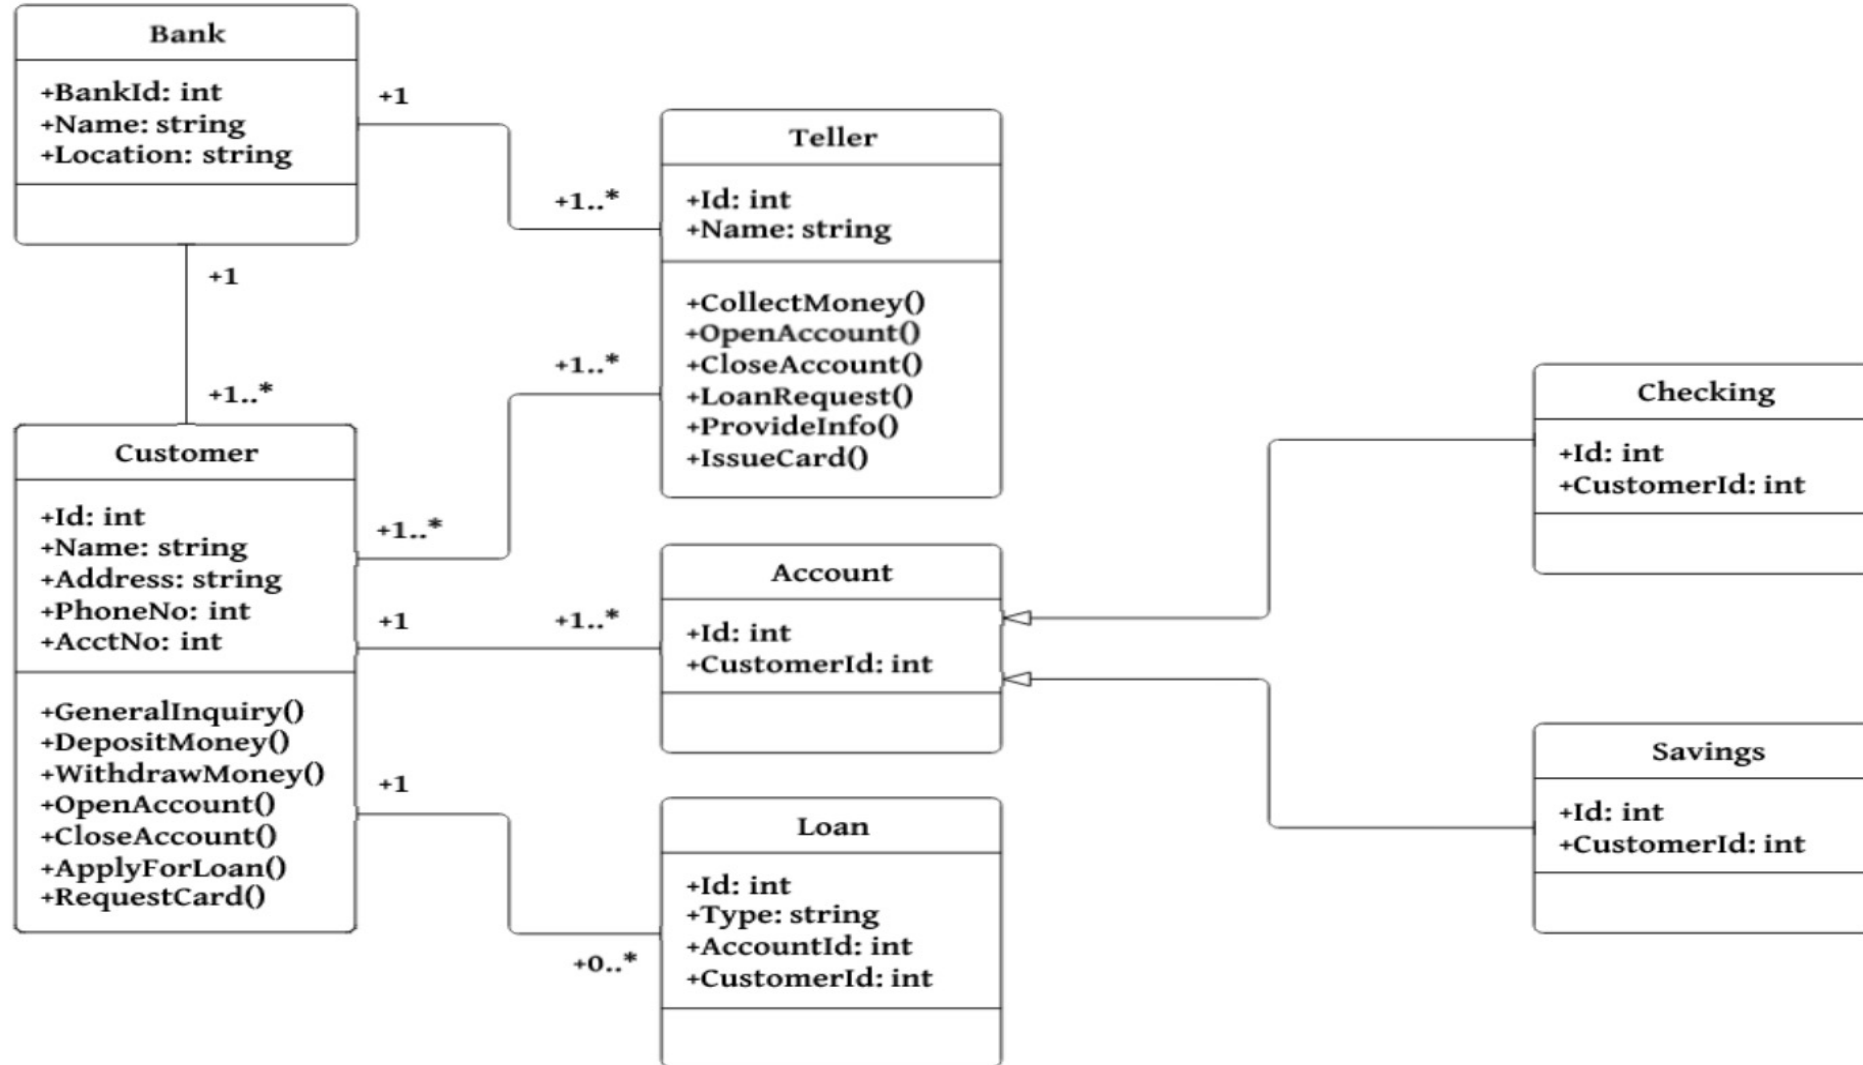 Bank
+BankId: int
+Name: string
+Location: string
+1
+1..*
+1
+1..*
Teller
+Id: int
+Name: string
+CollectMoney()
+OpenAccount()
+CloseAccount()
+LoanRequest()
+ProvideInfo()
+IssueCard()
Customer
+Id: int
+Name: string
+Address: string
+PhoneNo: int
+AcctNo: int
+GeneralInquiry()
+DepositMoney()
+WithdrawMoney()
+OpenAccount()
+CloseAccount()
+ApplyForLoan()
+RequestCard()
+1..*
+1..*
+1
+1..*
+1
+0..*
Account
+Id: int
+CustomerId: int
Loan
+Id: int
+Type: string
+AccountId: int
+CustomerId: int
Checking
+Id: int
+CustomerId: int
Savings
+Id: int
+CustomerId: int